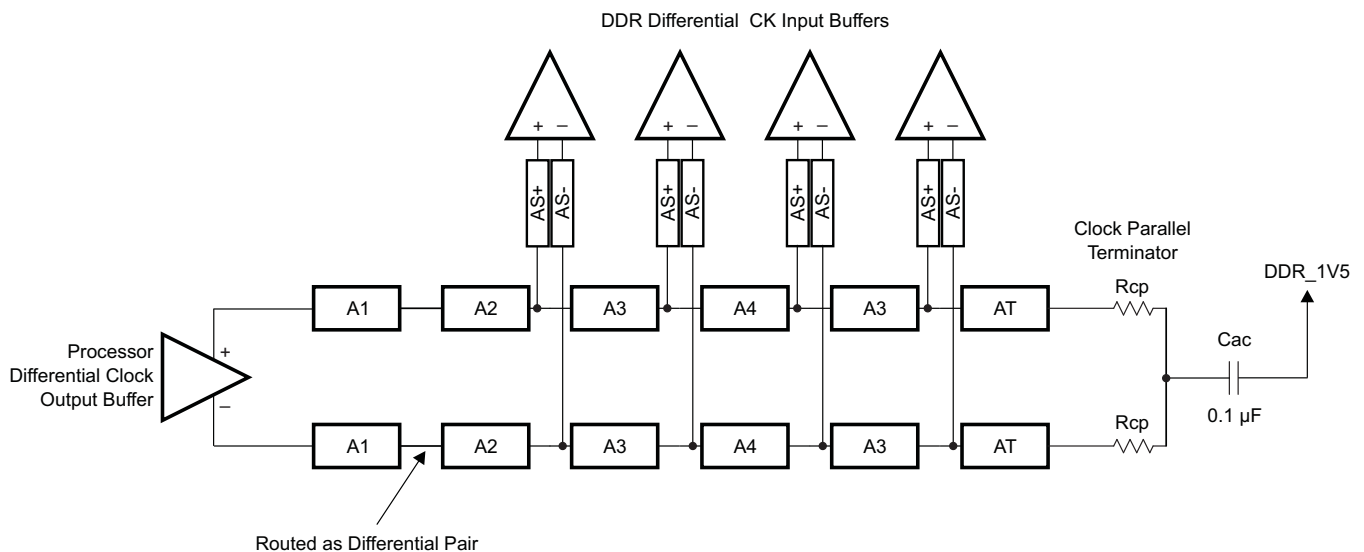 DDR Differential CK Input Buffers
+ − + − + − + −
AS+ AS- AS+ AS- AS+ AS- AS+ AS-
Clock Parallel
Terminator
DDR_1V5
Rcp
A1 A2 A3 A4 A3 AT
Cac
+
Processor
Differential Clock
Output Buffer
−
0.1 µF
Rcp
A1 A2 A3 A4 A3 AT
Routed as Differential Pair